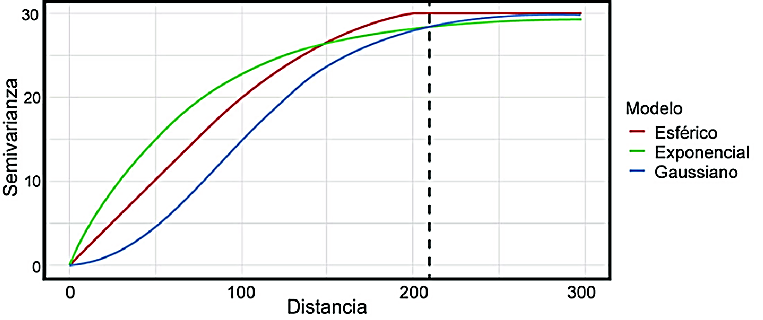 30
20
10
0
Semivarianza
0 100 200 300
Distancia
Modelo
Esférico
Exponencial
Gaussiano